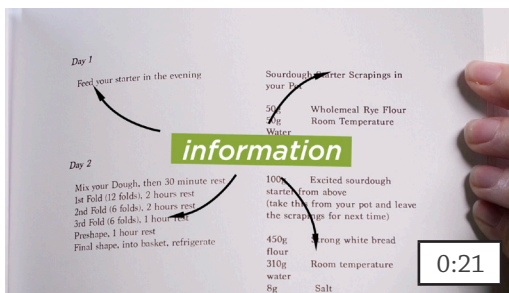 Day 1
Feed your starter in the evening
Day 2
Mix your Dough, then 30 minute rest
1st Fold (12 folds), 2 hours rest
2nd Fold (6 folds), 2 hours rest
3rd Fold (6 folds), 1 hour rest
Preshape, 1 hour rest
Final shape, into basket, refrigerate
Sourdough Starter Scrapings in
your Pot
50g Wholemeal Rye Flour
50g Room Temperature
Water
information
100g Excited sourdough
starter from above
(take this from your pot and leave
the scrapings for next time)
450g Strong white bread
flour
310g Room temperature
water
8g Salt
0:21